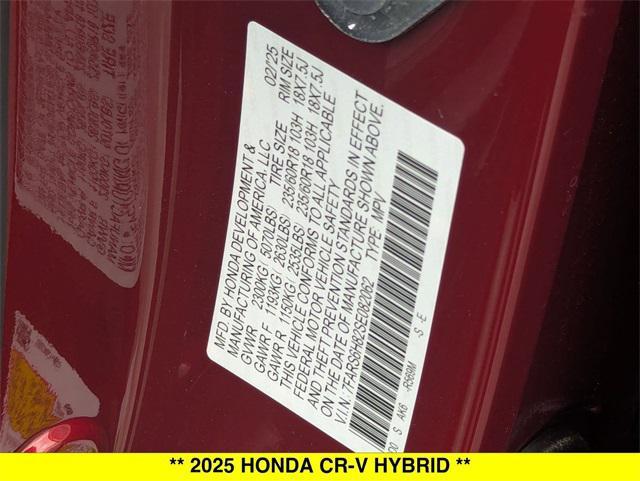 MFD BY HONDA DEVELOPMENT & 02/25
MANUFACTURING OF AMERICA, LLC
GVWR 2300KG (5070LBS) TIRE SIZE RIM SIZE
GAWR F 1193KG (2630LBS) 235/60R18 103H 18X7.5J
GAWR R 1150KG (2535LBS) 235/60R18 103H 18X7.5J
THIS VEHICLE CONFORMS TO ALL APPLICABLE
FEDERAL MOTOR VEHICLE SAFETY
AND THEFT PREVENTION STANDARDS IN EFFECT
ON THE DATE OF MANUFACTURE SHOWN ABOVE.
V.I.N.: 7FARS6H82SE082062 TYPE: MPV
S AK6 -R569M -S -E
** 2025 HONDA CR-V HYBRID **